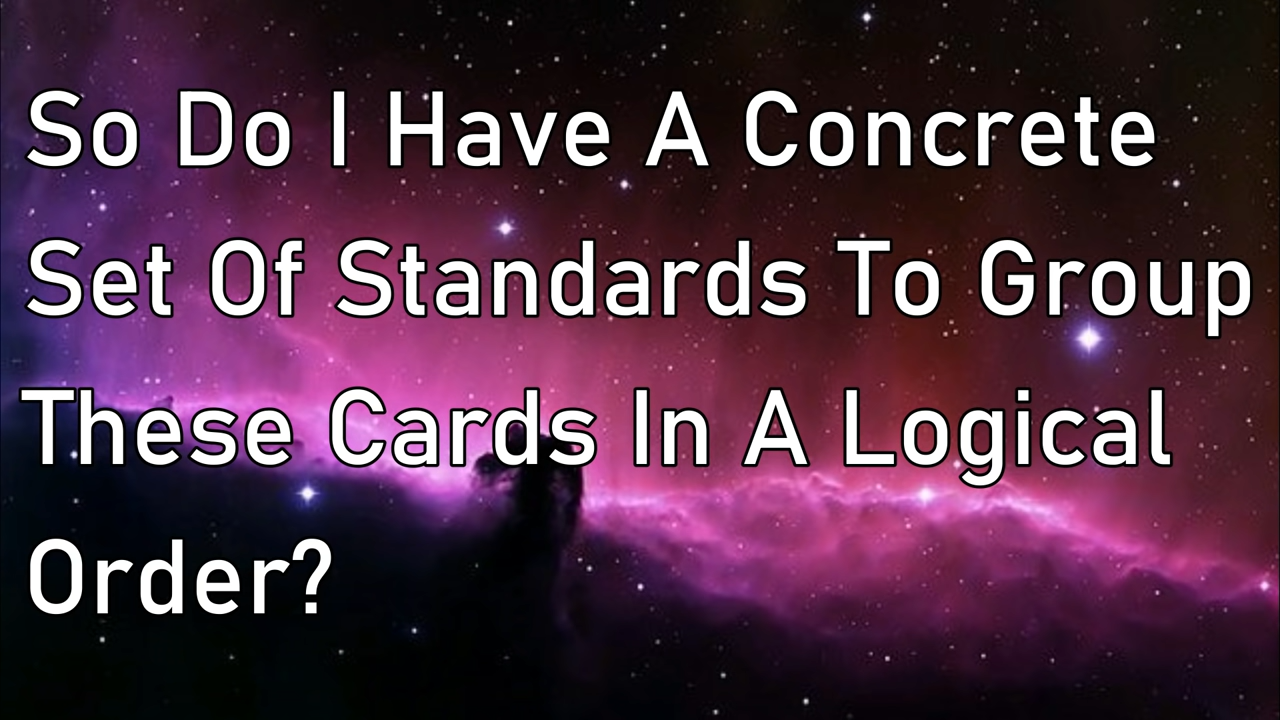 So Do I Have A Concrete
Set Of Standards To Group
These Cards In A Logical
Order?